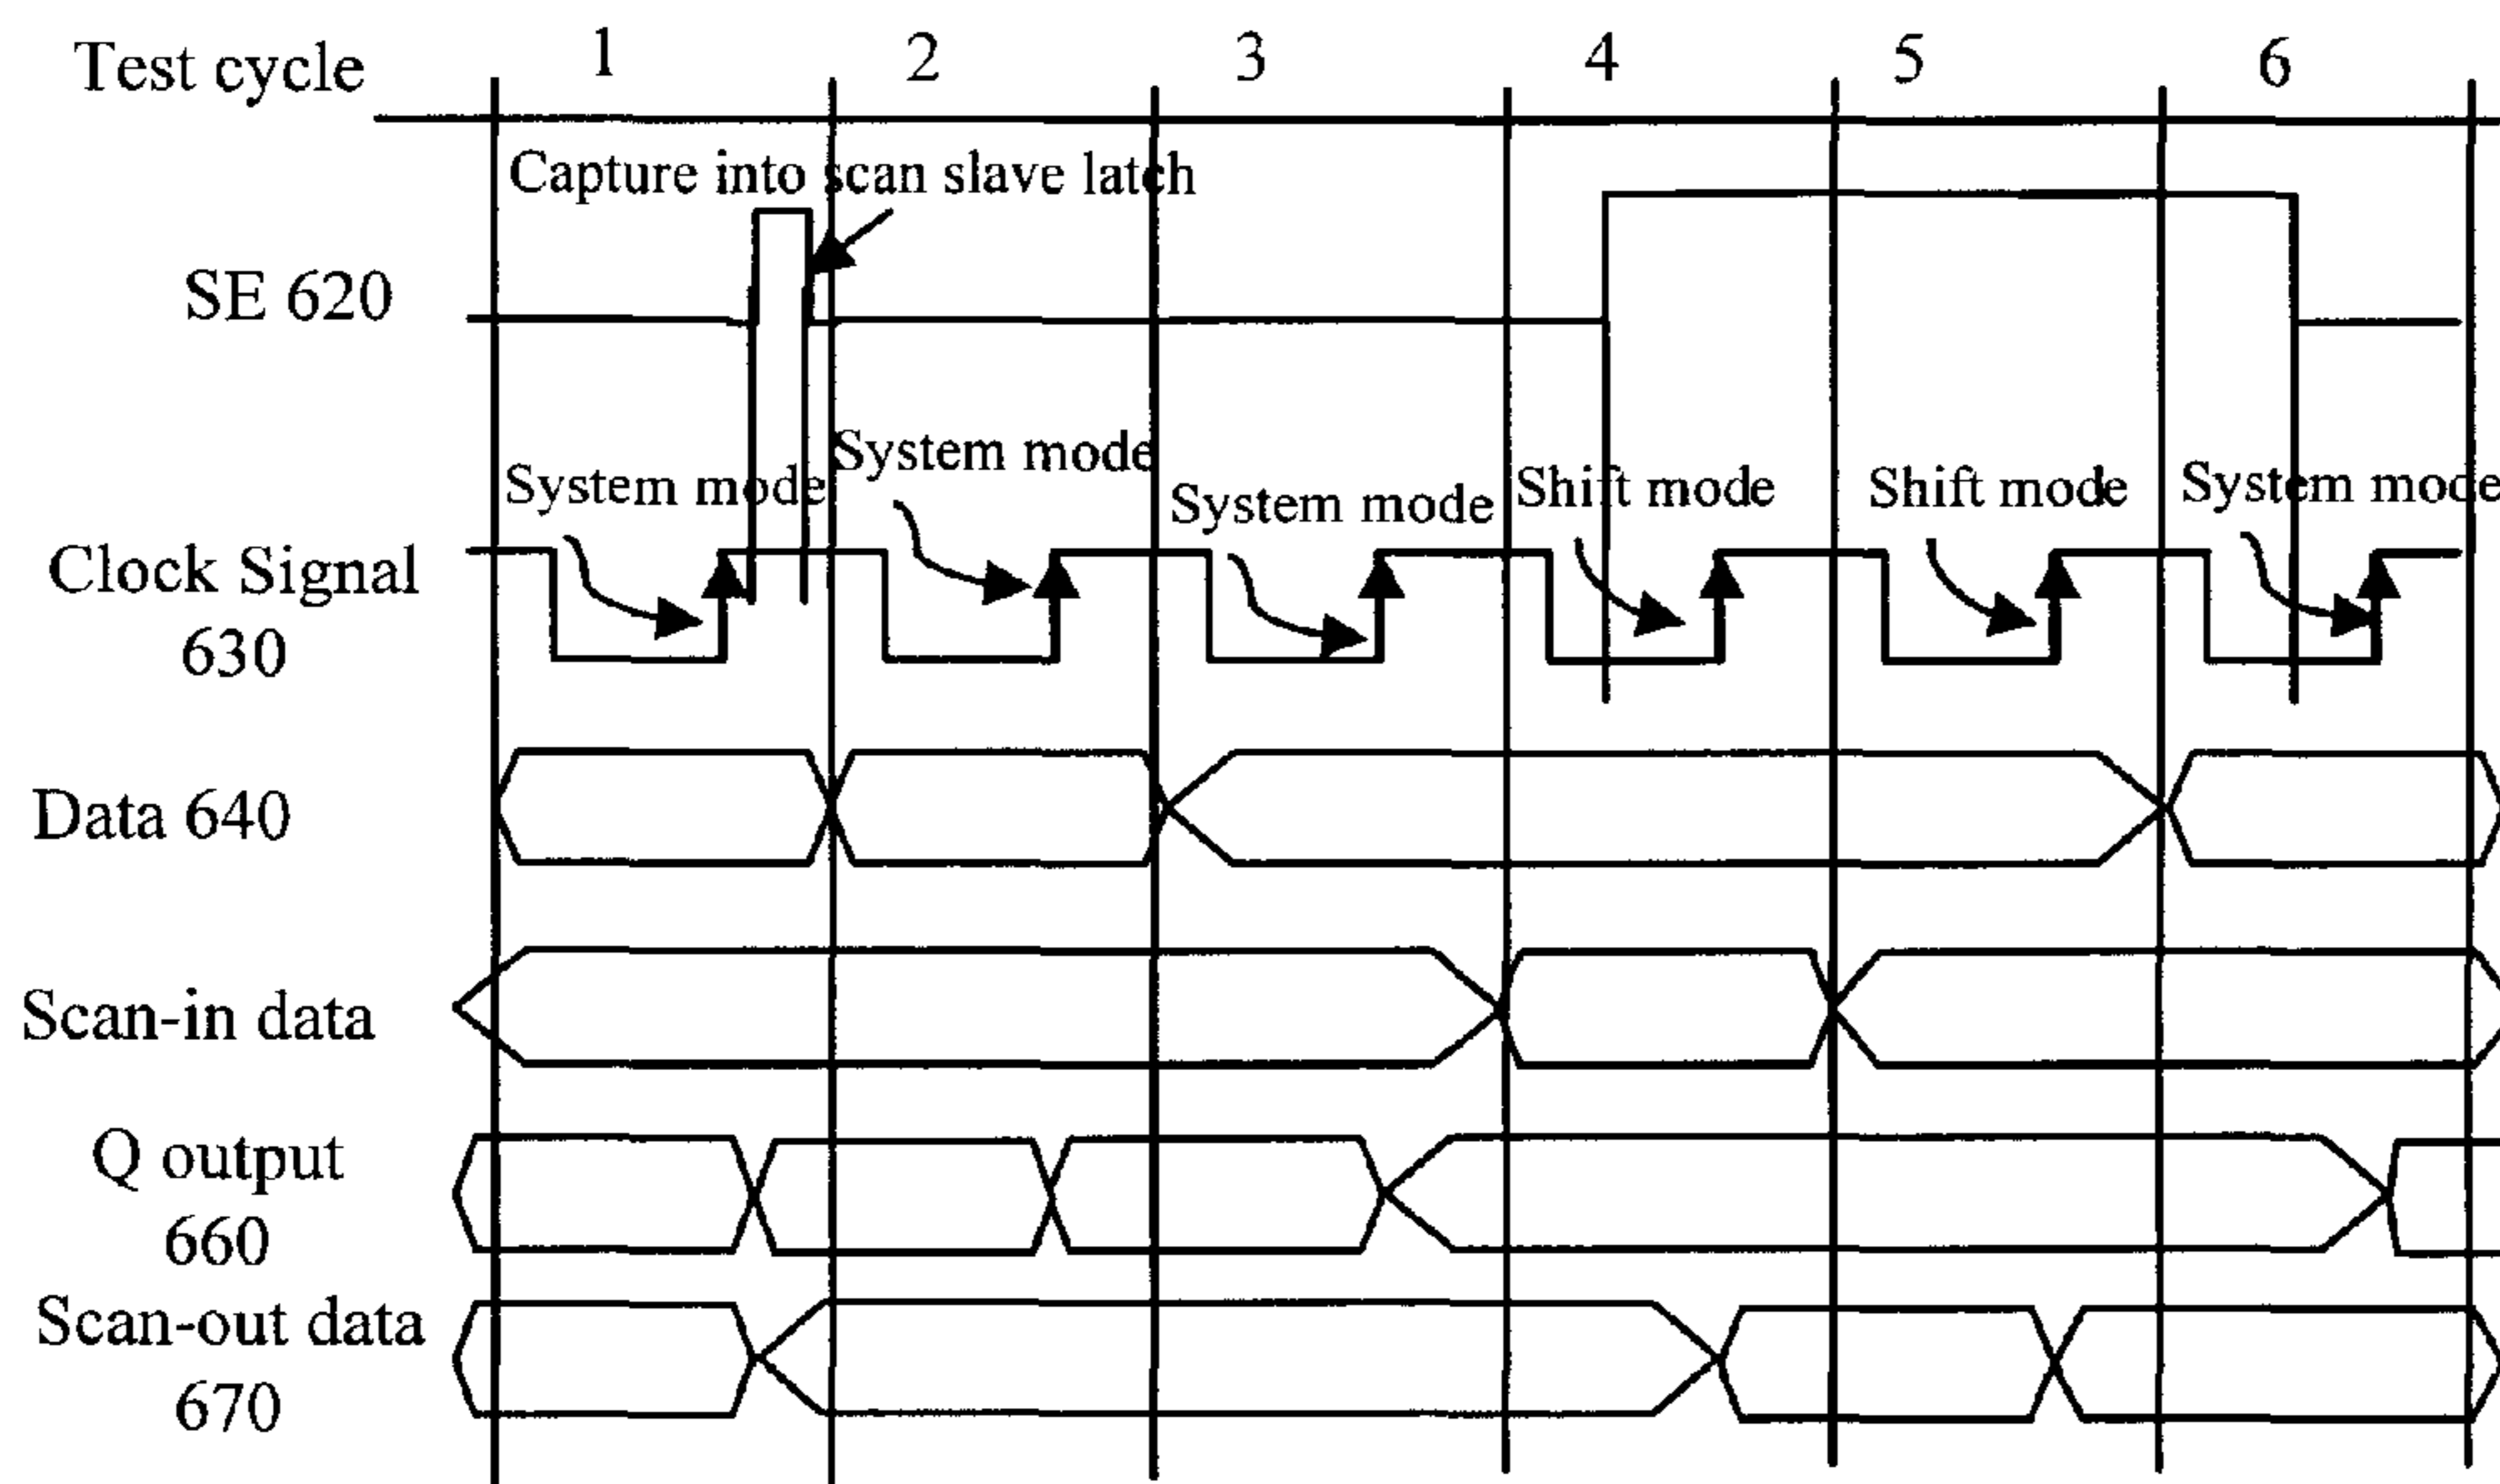 Test cycle 1 2 3 4 5 6
Capture into scan slave latch
SE 620
System mode System mode System mode Shift mode Shift mode System mode
Clock Signal
630
Data 640
Scan-in data
Q output
660
Scan-out data
670